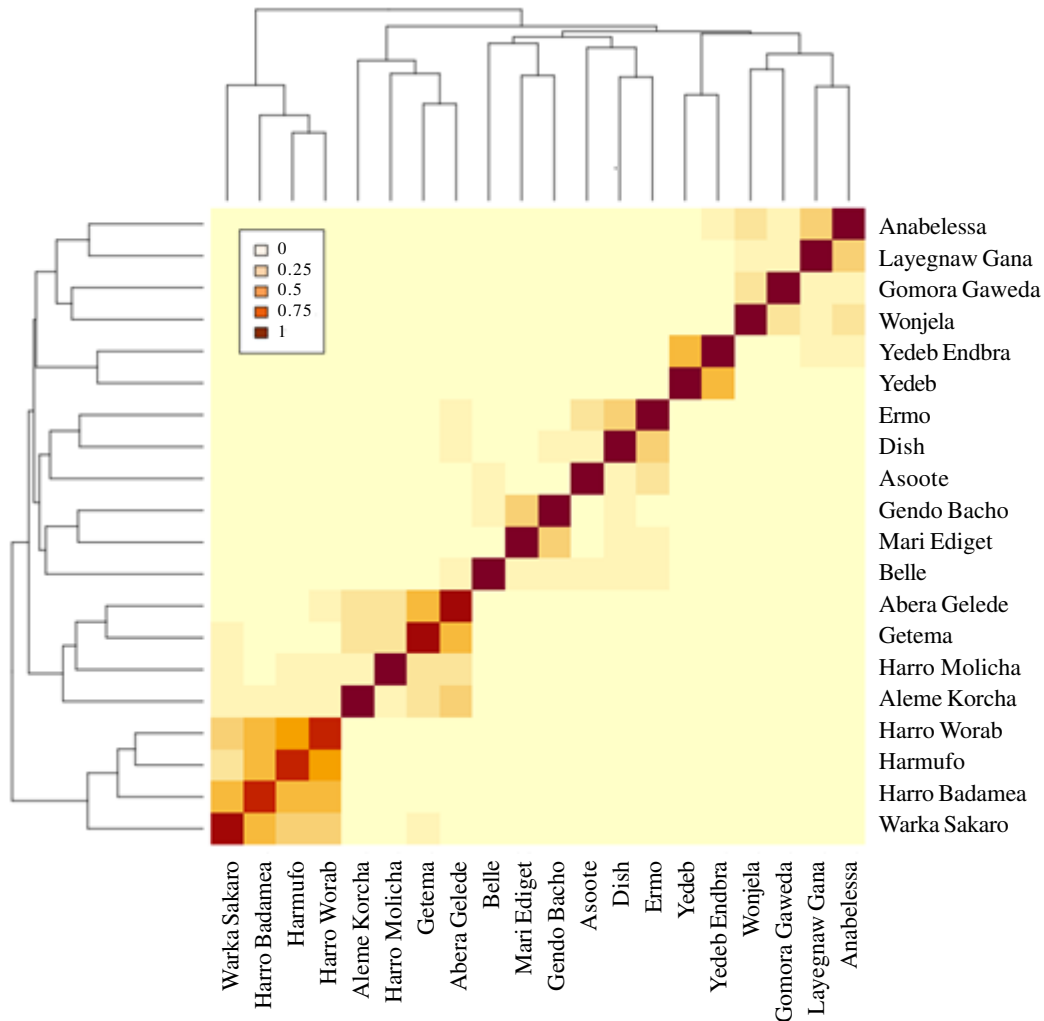 0
0.25
0.5
0.75
1
Anabelessa
Layegnaw Gana
Gomora Gaweda
Wonjela
Yedeb Endbra
Yedeb
Ermo
Dish
Asoote
Gendo Bacho
Mari Ediget
Belle
Abera Gelede
Getema
Harro Molicha
Aleme Korcha
Harro Worab
Harmufo
Harro Badamea
Warka Sakaro
Warka Sakaro
Harro Badamea
Harmufo
Harro Worab
Aleme Korcha
Harro Molicha
Getema
Abera Gelede
Belle
Mari Ediget
Gendo Bacho
Asoote
Dish
Ermo
Yedeb
Yedeb Endbra
Wonjela
Gomora Gaweda
Layegnaw Gana
Anabelessa